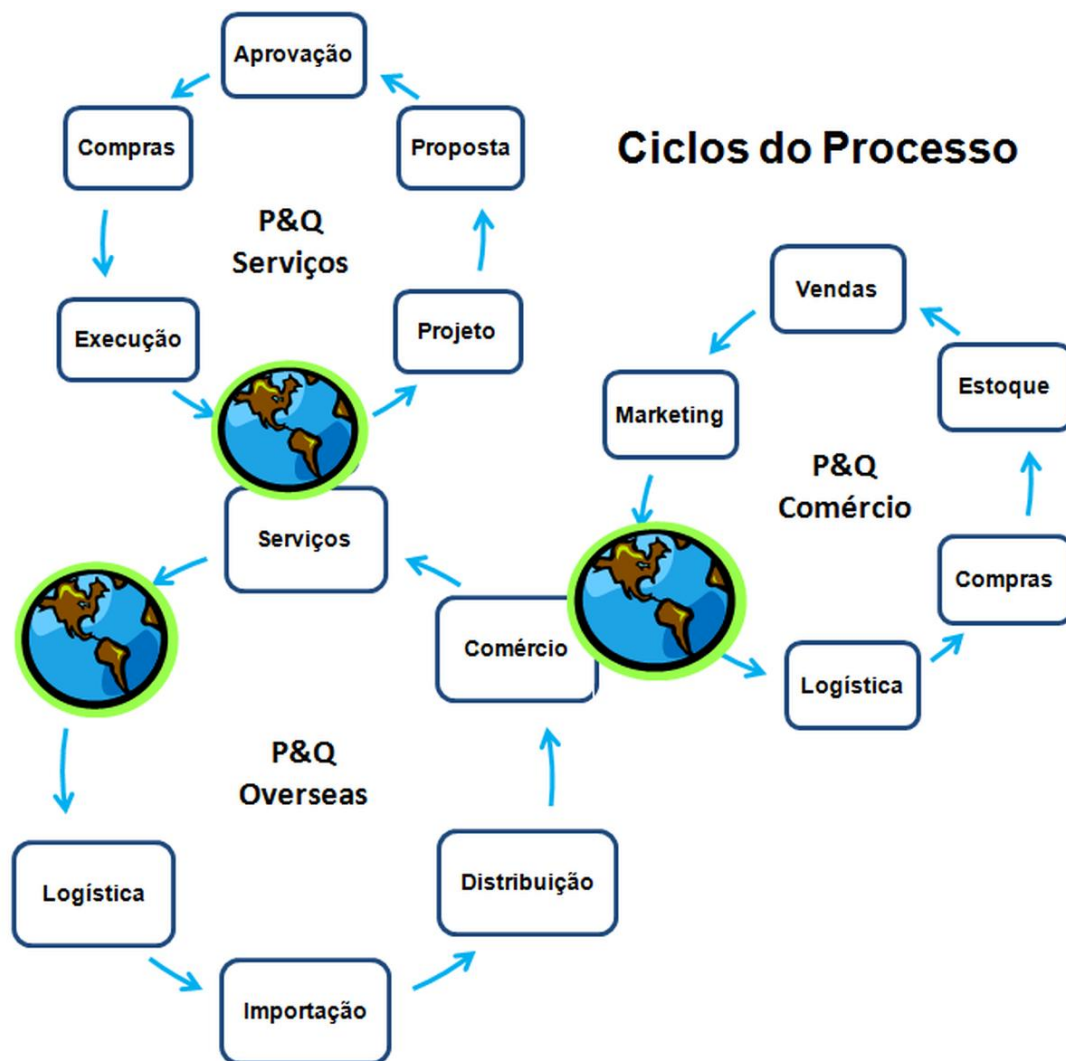 Aprovação
Compras
Proposta
Ciclos do Processo
P&Q
Serviços
Execução
Projeto
Vendas
Marketing
Estoque
P&Q
Comércio
Serviços
Compras
Comércio
Logística
P&Q
Overseas
Logística
Distribuição
Importação